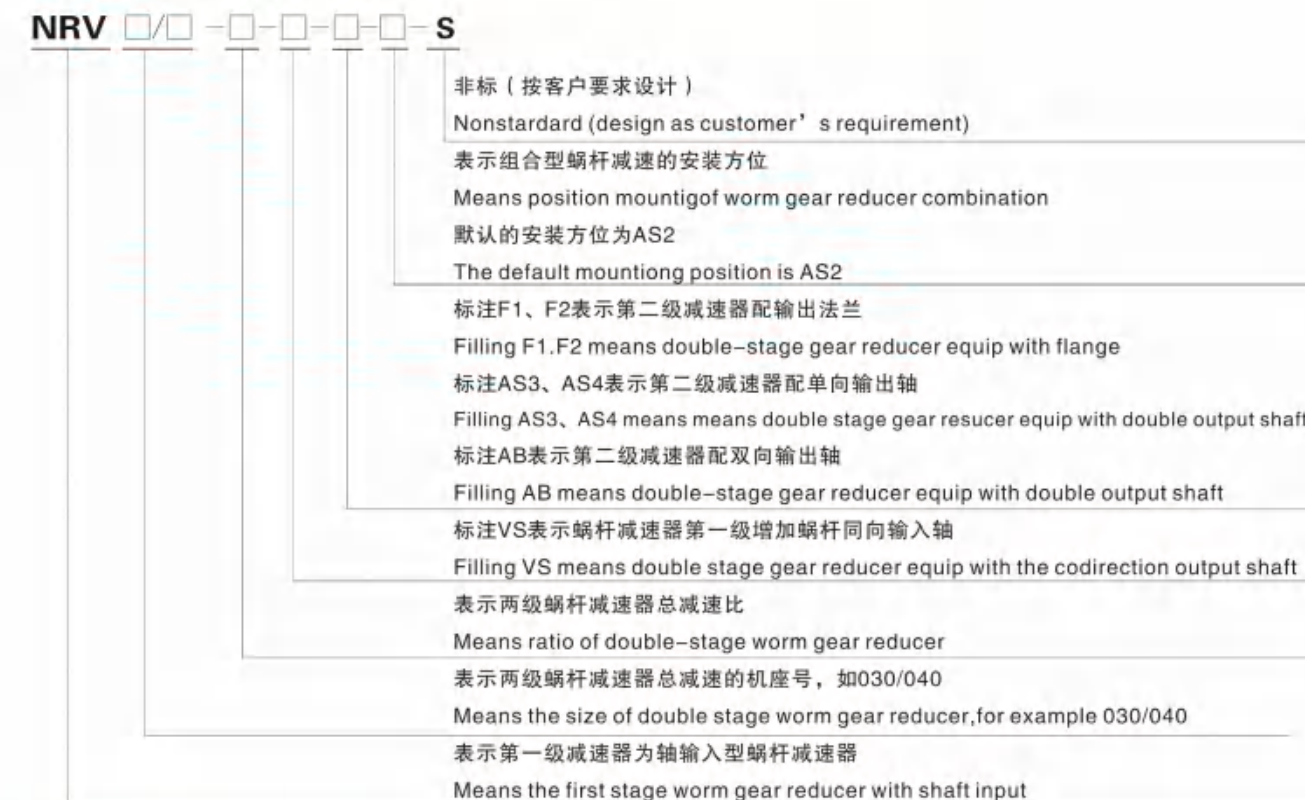 NRV □/□ -□-□-□-□- S
非标（按客户要求设计）
Nonstardard (design as customer’s requirement)
表示组合型蜗杆减速的安装方位
Means position mountigof worm gear reducer combination
默认的安装方位为AS2
The default mountiong position is AS2
标注F1、F2表示第二级减速器配输出法兰
Filling F1.F2 means double-stage gear reducer equip with flange
标注AS3、AS4表示第二级减速器配单向输出轴
Filling AS3、AS4 means means double stage gear resucer equip with double output shaft
标注AB表示第二级减速器配双向输出轴
Filling AB means double-stage gear reducer equip with double output shaft
标注VS表示蜗杆减速器第一级增加蜗杆同向输入轴
Filling VS means double stage gear reducer equip with the codirection output shaft
表示两级蜗杆减速器总减速比
Means ratio of double-stage worm gear reducer
表示两级蜗杆减速器总减速的机座号，如030/040
Means the size of double stage worm gear reducer,for example 030/040
表示第一级减速器为轴输入型蜗杆减速器
Means the first stage worm gear reducer with shaft input